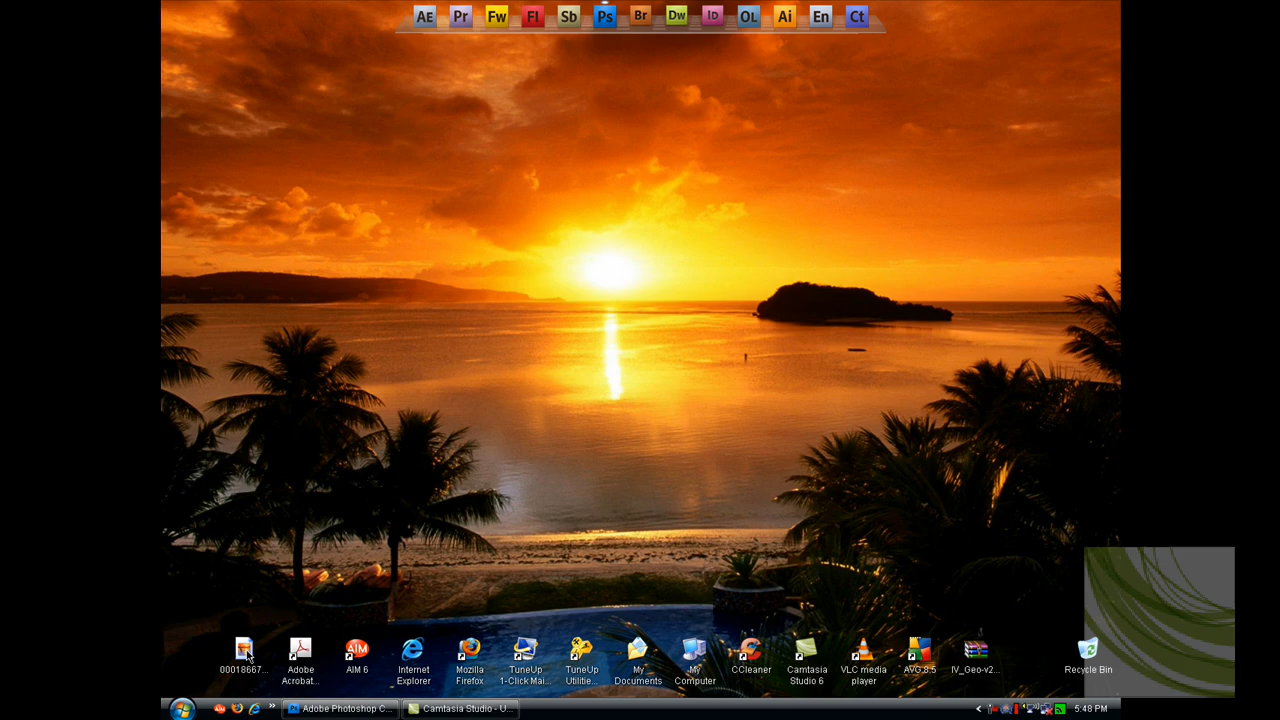 AE Pr Fw Fl Sb Ps Br Dw ID OL Ai En Ct
00018667...
Adobe
Acrobat...
AIM 6
Internet
Explorer
Mozilla
Firefox
TuneUp
1-Click Mai...
TuneUp
Utilitie...
My
Documents
My
Computer
CCleaner
Camtasia
Studio 6
VLC media
player
AVG 8.5
IV_Geo-v2...
Recycle Bin
Adobe Photoshop C...
Camtasia Studio - U...
5:48 PM